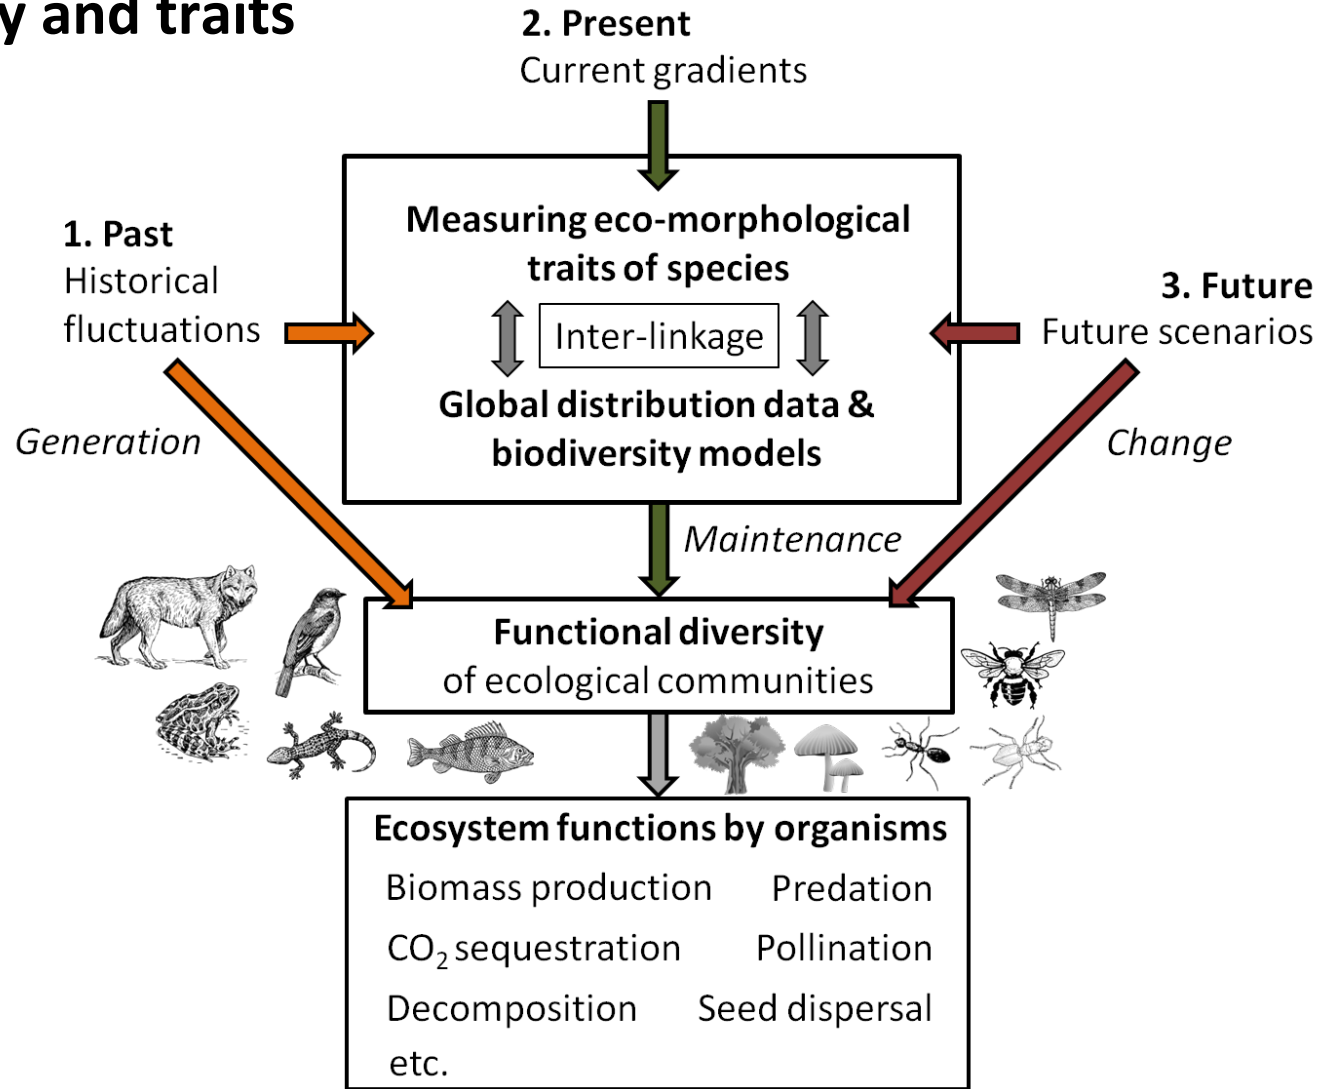 y and traits
2. Present
Current gradients
1. Past
Historical
fluctuations
Measuring eco-morphological
traits of species
Inter-linkage
Global distribution data &
biodiversity models
3. Future
Future scenarios
Generation
Change
Maintenance
Functional diversity
of ecological communities
Ecosystem functions by organisms
Biomass production Predation
CO₂ sequestration Pollination
Decomposition Seed dispersal
etc.